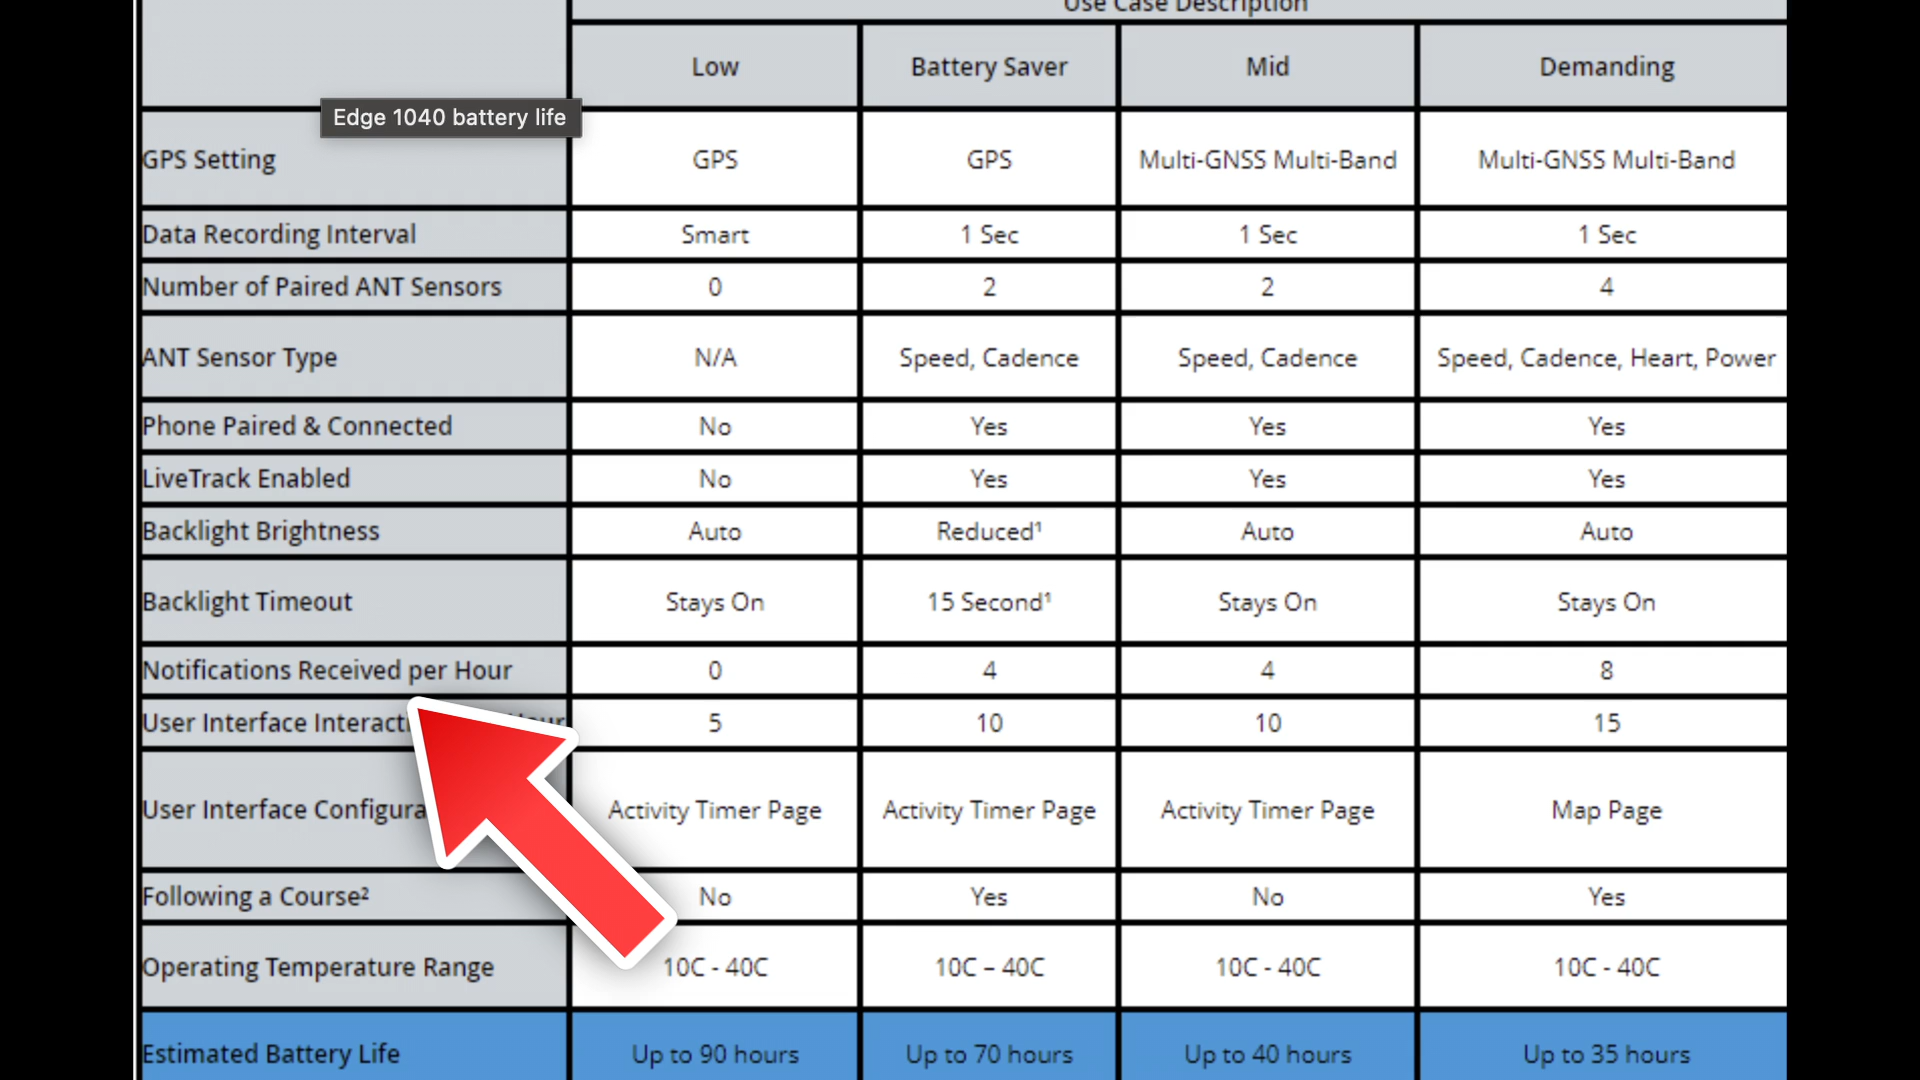 Use Case Description
Low Battery Saver Mid Demanding
Edge 1040 battery life
GPS Setting GPS GPS Multi-GNSS Multi-Band Multi-GNSS Multi-Band
Data Recording Interval Smart 1 Sec 1 Sec 1 Sec
Number of Paired ANT Sensors 0 2 2 4
ANT Sensor Type N/A Speed, Cadence Speed, Cadence Speed, Cadence, Heart, Power
Phone Paired & Connected No Yes Yes Yes
LiveTrack Enabled No Yes Yes Yes
Backlight Brightness Auto Reduced¹ Auto Auto
Backlight Timeout Stays On 15 Second¹ Stays On Stays On
Notifications Received per Hour 0 4 4 8
User Interface 5 10 10 15
User Interface Activity Timer Page Activity Timer Page Activity Timer Page Map Page
Following a Course² No Yes No Yes
Operating Temperature Range 10C - 40C 10C – 40C 10C - 40C 10C - 40C
Estimated Battery Life Up to 90 hours Up to 70 hours Up to 40 hours Up to 35 hours